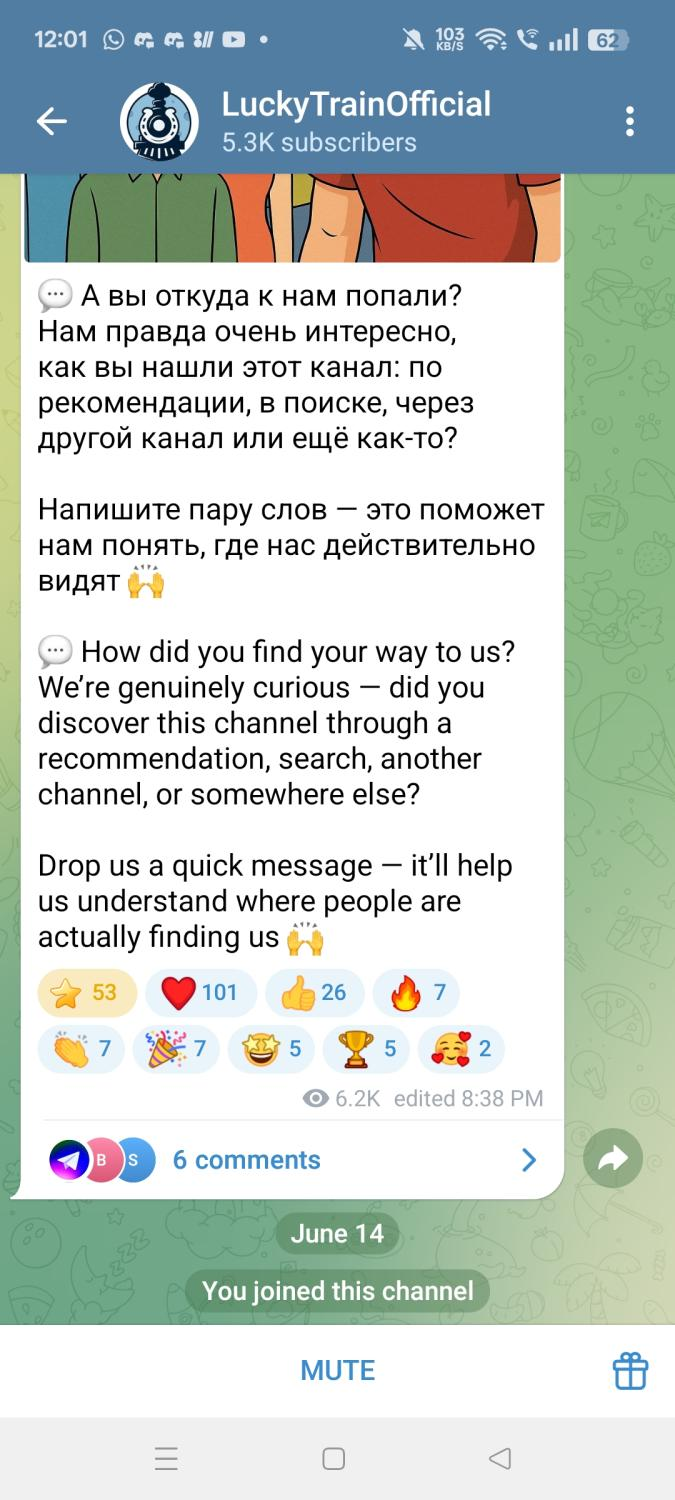 12:01
103
KB/S
62
LuckyTrainOfficial
5.3K subscribers
💬 А вы откуда к нам попали?
Нам правда очень интересно,
как вы нашли этот канал: по
рекомендации, в поиске, через
другой канал или ещё как-то?
Напишите пару слов — это поможет
нам понять, где нас действительно
видят 🙌
💬 How did you find your way to us?
We’re genuinely curious — did you
discover this channel through a
recommendation, search, another
channel, or somewhere else?
Drop us a quick message — it’ll help
us understand where people are
actually finding us 🙌
⭐ 53 ❤️ 101 👍 26 🔥 7
👏 7 🎉 7 🤩 5 🏆 5 🥰 2
6.2K edited 8:38 PM
B S 6 comments
June 14
You joined this channel
MUTE